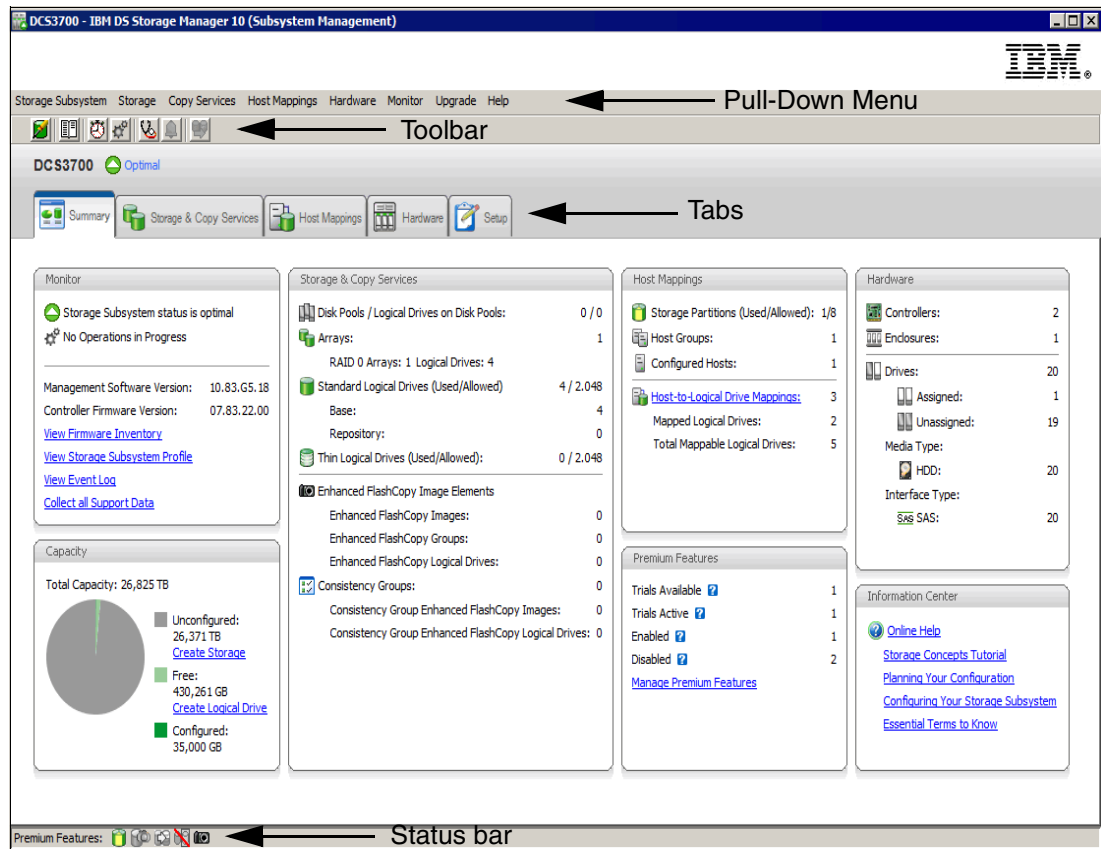 DCS3700 - IBM DS Storage Manager 10 (Subsystem Management)
IBM®
Storage Subsystem Storage Copy Services Host Mappings Hardware Monitor Upgrade Help
Pull-Down Menu
Toolbar
DCS3700 Optimal
Summary Storage & Copy Services Host Mappings Hardware Setup
Tabs
Monitor
Storage Subsystem status is optimal
No Operations in Progress
Management Software Version: 10.83.G5.18
Controller Firmware Version: 07.83.22.00
View Firmware Inventory
View Storage Subsystem Profile
View Event Log
Collect all Support Data
Capacity
Total Capacity: 26,825 TB
Unconfigured:
26,371 TB
Create Storage
Free:
430,261 GB
Create Logical Drive
Configured:
35,000 GB
Storage & Copy Services
Disk Pools / Logical Drives on Disk Pools: 0 / 0
Arrays: 1
RAID 0 Arrays: 1 Logical Drives: 4
Standard Logical Drives (Used/Allowed) 4 / 2.048
Base: 4
Repository: 0
Thin Logical Drives (Used/Allowed): 0 / 2.048
Enhanced FlashCopy Image Elements
Enhanced FlashCopy Images: 0
Enhanced FlashCopy Groups: 0
Enhanced FlashCopy Logical Drives: 0
Consistency Groups: 0
Consistency Group Enhanced FlashCopy Images: 0
Consistency Group Enhanced FlashCopy Logical Drives: 0
Host Mappings
Storage Partitions (Used/Allowed): 1/8
Host Groups: 1
Configured Hosts: 1
Host-to-Logical Drive Mappings: 3
Mapped Logical Drives: 2
Total Mappable Logical Drives: 5
Premium Features
Trials Available ? 1
Trials Active ? 1
Enabled ? 1
Disabled ? 2
Manage Premium Features
Hardware
Controllers: 2
Enclosures: 1
Drives: 20
Assigned: 1
Unassigned: 19
Media Type:
HDD: 20
Interface Type:
SAS SAS: 20
Information Center
? Online Help
Storage Concepts Tutorial
Planning Your Configuration
Configuring Your Storage Subsystem
Essential Terms to Know
Premium Features:
Status bar